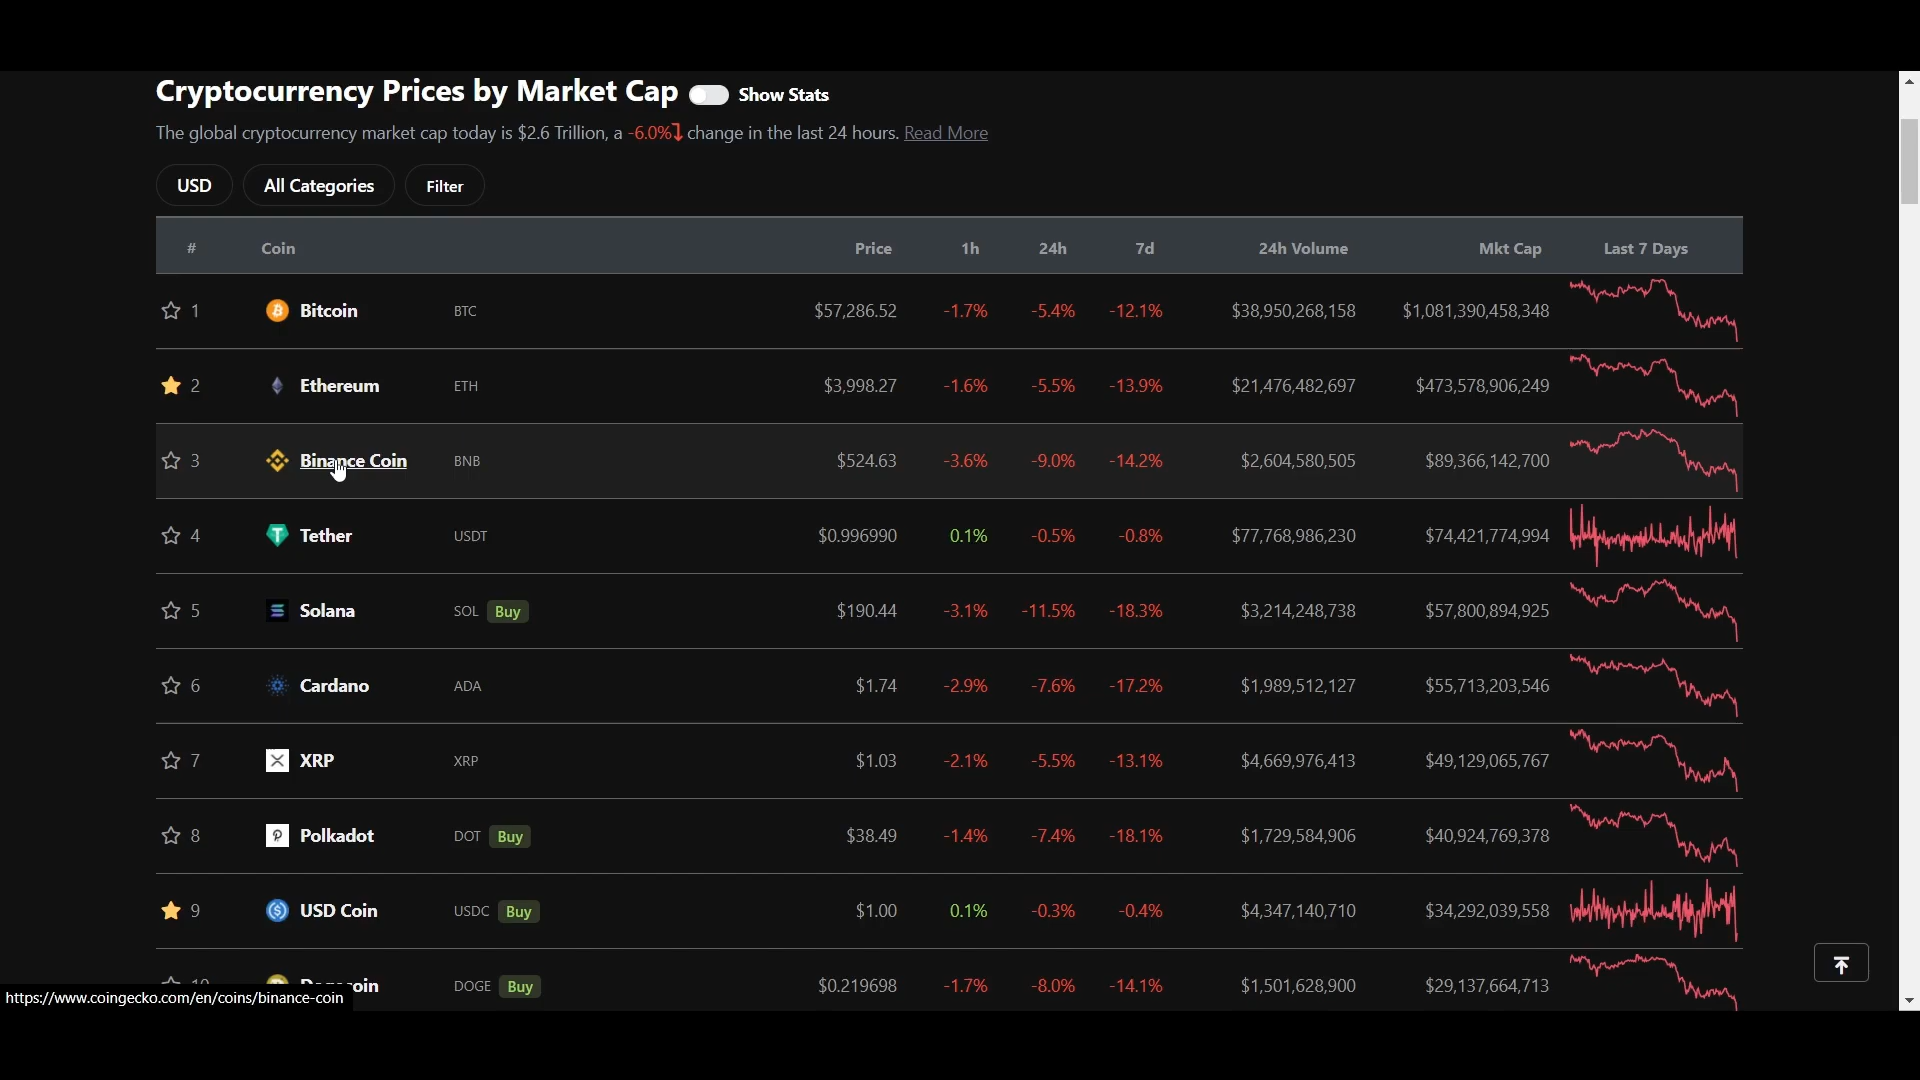 Cryptocurrency Prices by Market Cap Show Stats
The global cryptocurrency market cap today is $2.6 Trillion, a -6.0% change in the last 24 hours. Read More
USD All Categories Filter
# Coin Price 1h 24h 7d 24h Volume Mkt Cap Last 7 Days
1 Bitcoin BTC $57,286.52 -1.7% -5.4% -12.1% $38,950,268,158 $1,081,390,458,348
2 Ethereum ETH $3,998.27 -1.6% -5.5% -13.9% $21,476,482,697 $473,578,906,249
3 Binance Coin BNB $524.63 -3.6% -9.0% -14.2% $2,604,580,505 $89,366,142,700
4 Tether USDT $0.996990 0.1% -0.5% -0.8% $77,768,986,230 $74,421,774,994
5 Solana SOL Buy $190.44 -3.1% -11.5% -18.3% $3,214,248,738 $57,800,894,925
6 Cardano ADA $1.74 -2.9% -7.6% -17.2% $1,989,512,127 $55,713,203,546
7 XRP XRP $1.03 -2.1% -5.5% -13.1% $4,669,976,413 $49,129,065,767
8 Polkadot DOT Buy $38.49 -1.4% -7.4% -18.1% $1,729,584,906 $40,924,769,378
9 USD Coin USDC Buy $1.00 0.1% -0.3% -0.4% $4,347,140,710 $34,292,039,558
10 Dogecoin DOGE Buy $0.219698 -1.7% -8.0% -14.1% $1,501,628,900 $29,137,664,713
https://www.coingecko.com/en/coins/binance-coin